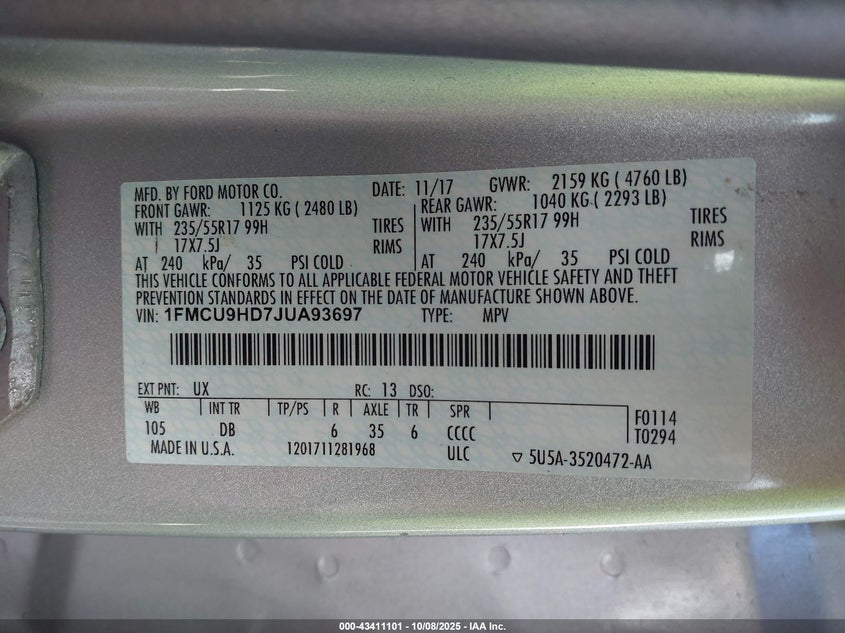 MFD. BY FORD MOTOR CO. DATE: 11/17 GVWR: 2159 KG ( 4760 LB)
FRONT GAWR: 1125 KG ( 2480 LB) REAR GAWR: 1040 KG ( 2293 LB)
WITH 235/55R17 99H TIRES WITH 235/55R17 99H TIRES
17X7.5J RIMS 17X7.5J RIMS
AT 240 kPa/ 35 PSI COLD AT 240 kPa/ 35 PSI COLD
THIS VEHICLE CONFORMS TO ALL APPLICABLE FEDERAL MOTOR VEHICLE SAFETY AND THEFT
PREVENTION STANDARDS IN EFFECT ON THE DATE OF MANUFACTURE SHOWN ABOVE.
VIN: 1FMCU9HD7JUA93697 TYPE: MPV
EXT PNT: UX RC: 13 DSO:
WB INT TR TP/PS R AXLE TR SPR F0114
105 DB 6 35 6 CCCC T0294
MADE IN U.S.A. 1201711281968 ULC ▽ 5U5A-3520472-AA
000-43411101 - 10/08/2025 - IAA Inc.